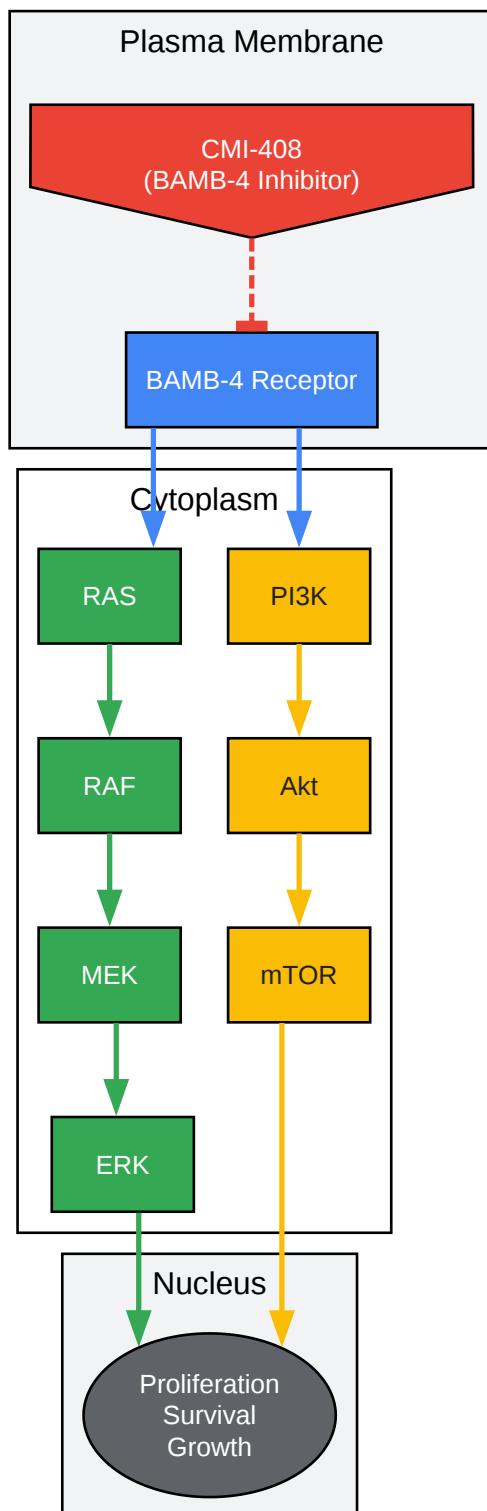 Plasma Membrane
CMI-408
(BAMB-4 Inhibitor)
BAMB-4 Receptor
Cytoplasm
RAS
PI3K
RAF
Akt
MEK
mTOR
ERK
Nucleus
Proliferation
Survival
Growth